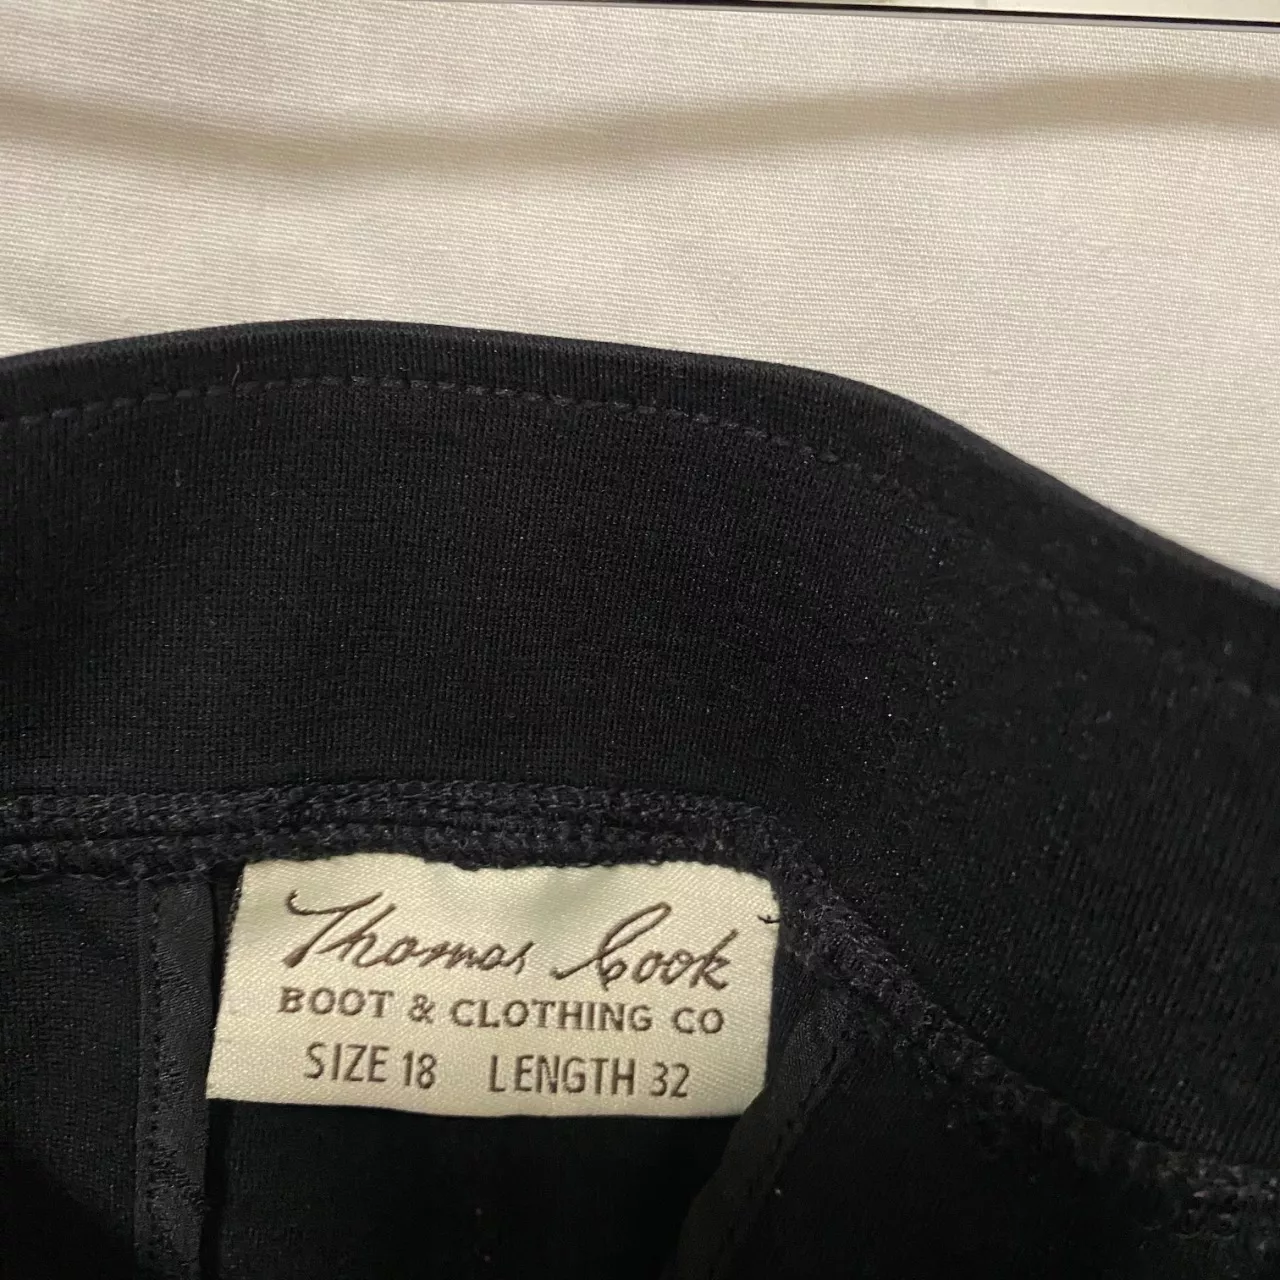 Thomas Cook
BOOT & CLOTHING CO
SIZE 18 LENGTH 32